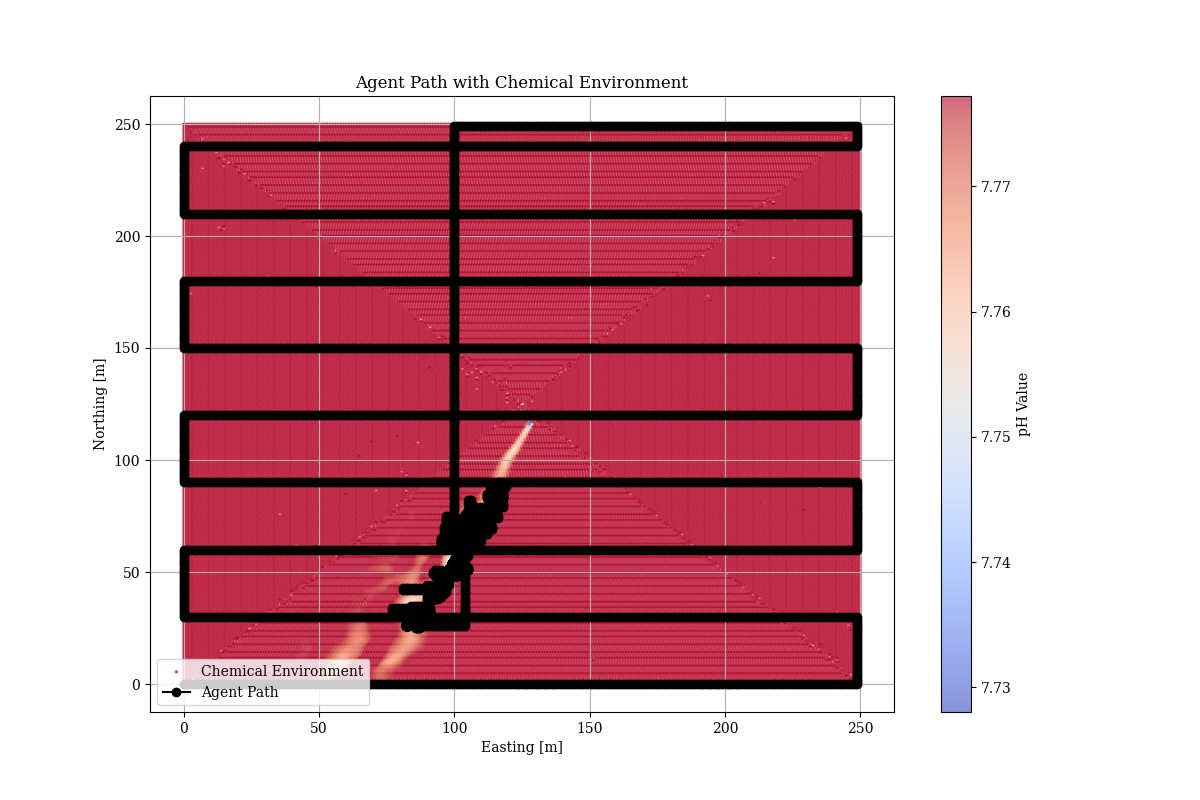 Agent Path with Chemical Environment
250
200
150
100
50
0
Northing [m]
0
50
100
150
200
250
Easting [m]
Chemical Environment
Agent Path
7.77
7.76
7.75
7.74
7.73
pH Value